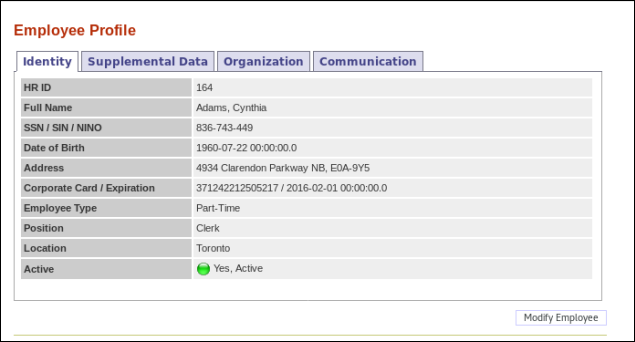 Employee Profile
Identity Supplemental Data Organization Communication
HR ID 164
Full Name Adams, Cynthia
SSN / SIN / NINO 836-743-449
Date of Birth 1960-07-22 00:00:00.0
Address 4934 Clarendon Parkway NB, E0A-9Y5
Corporate Card / Expiration 371242212505217 / 2016-02-01 00:00:00.0
Employee Type Part-Time
Position Clerk
Location Toronto
Active Yes, Active
Modify Employee